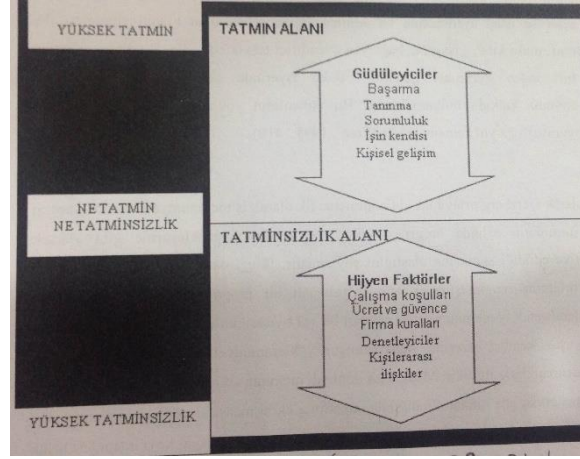 YÜKSEK TATMİN
TATMIN ALANI
Güdüleyiciler
Başarma
Tanınma
Sorumluluk
İşin kendisi
Kişisel gelişim
NE TATMİN
NE TATMİNSİZLİK
TATMİNSİZLİK ALANI
Hijyen Faktörler
Çalışma koşulları
Ücret ve güvence
Firma kuralları
Denetleyiciler
Kişilerarası
ilişkiler
YÜKSEK TATMİNSİZLİK